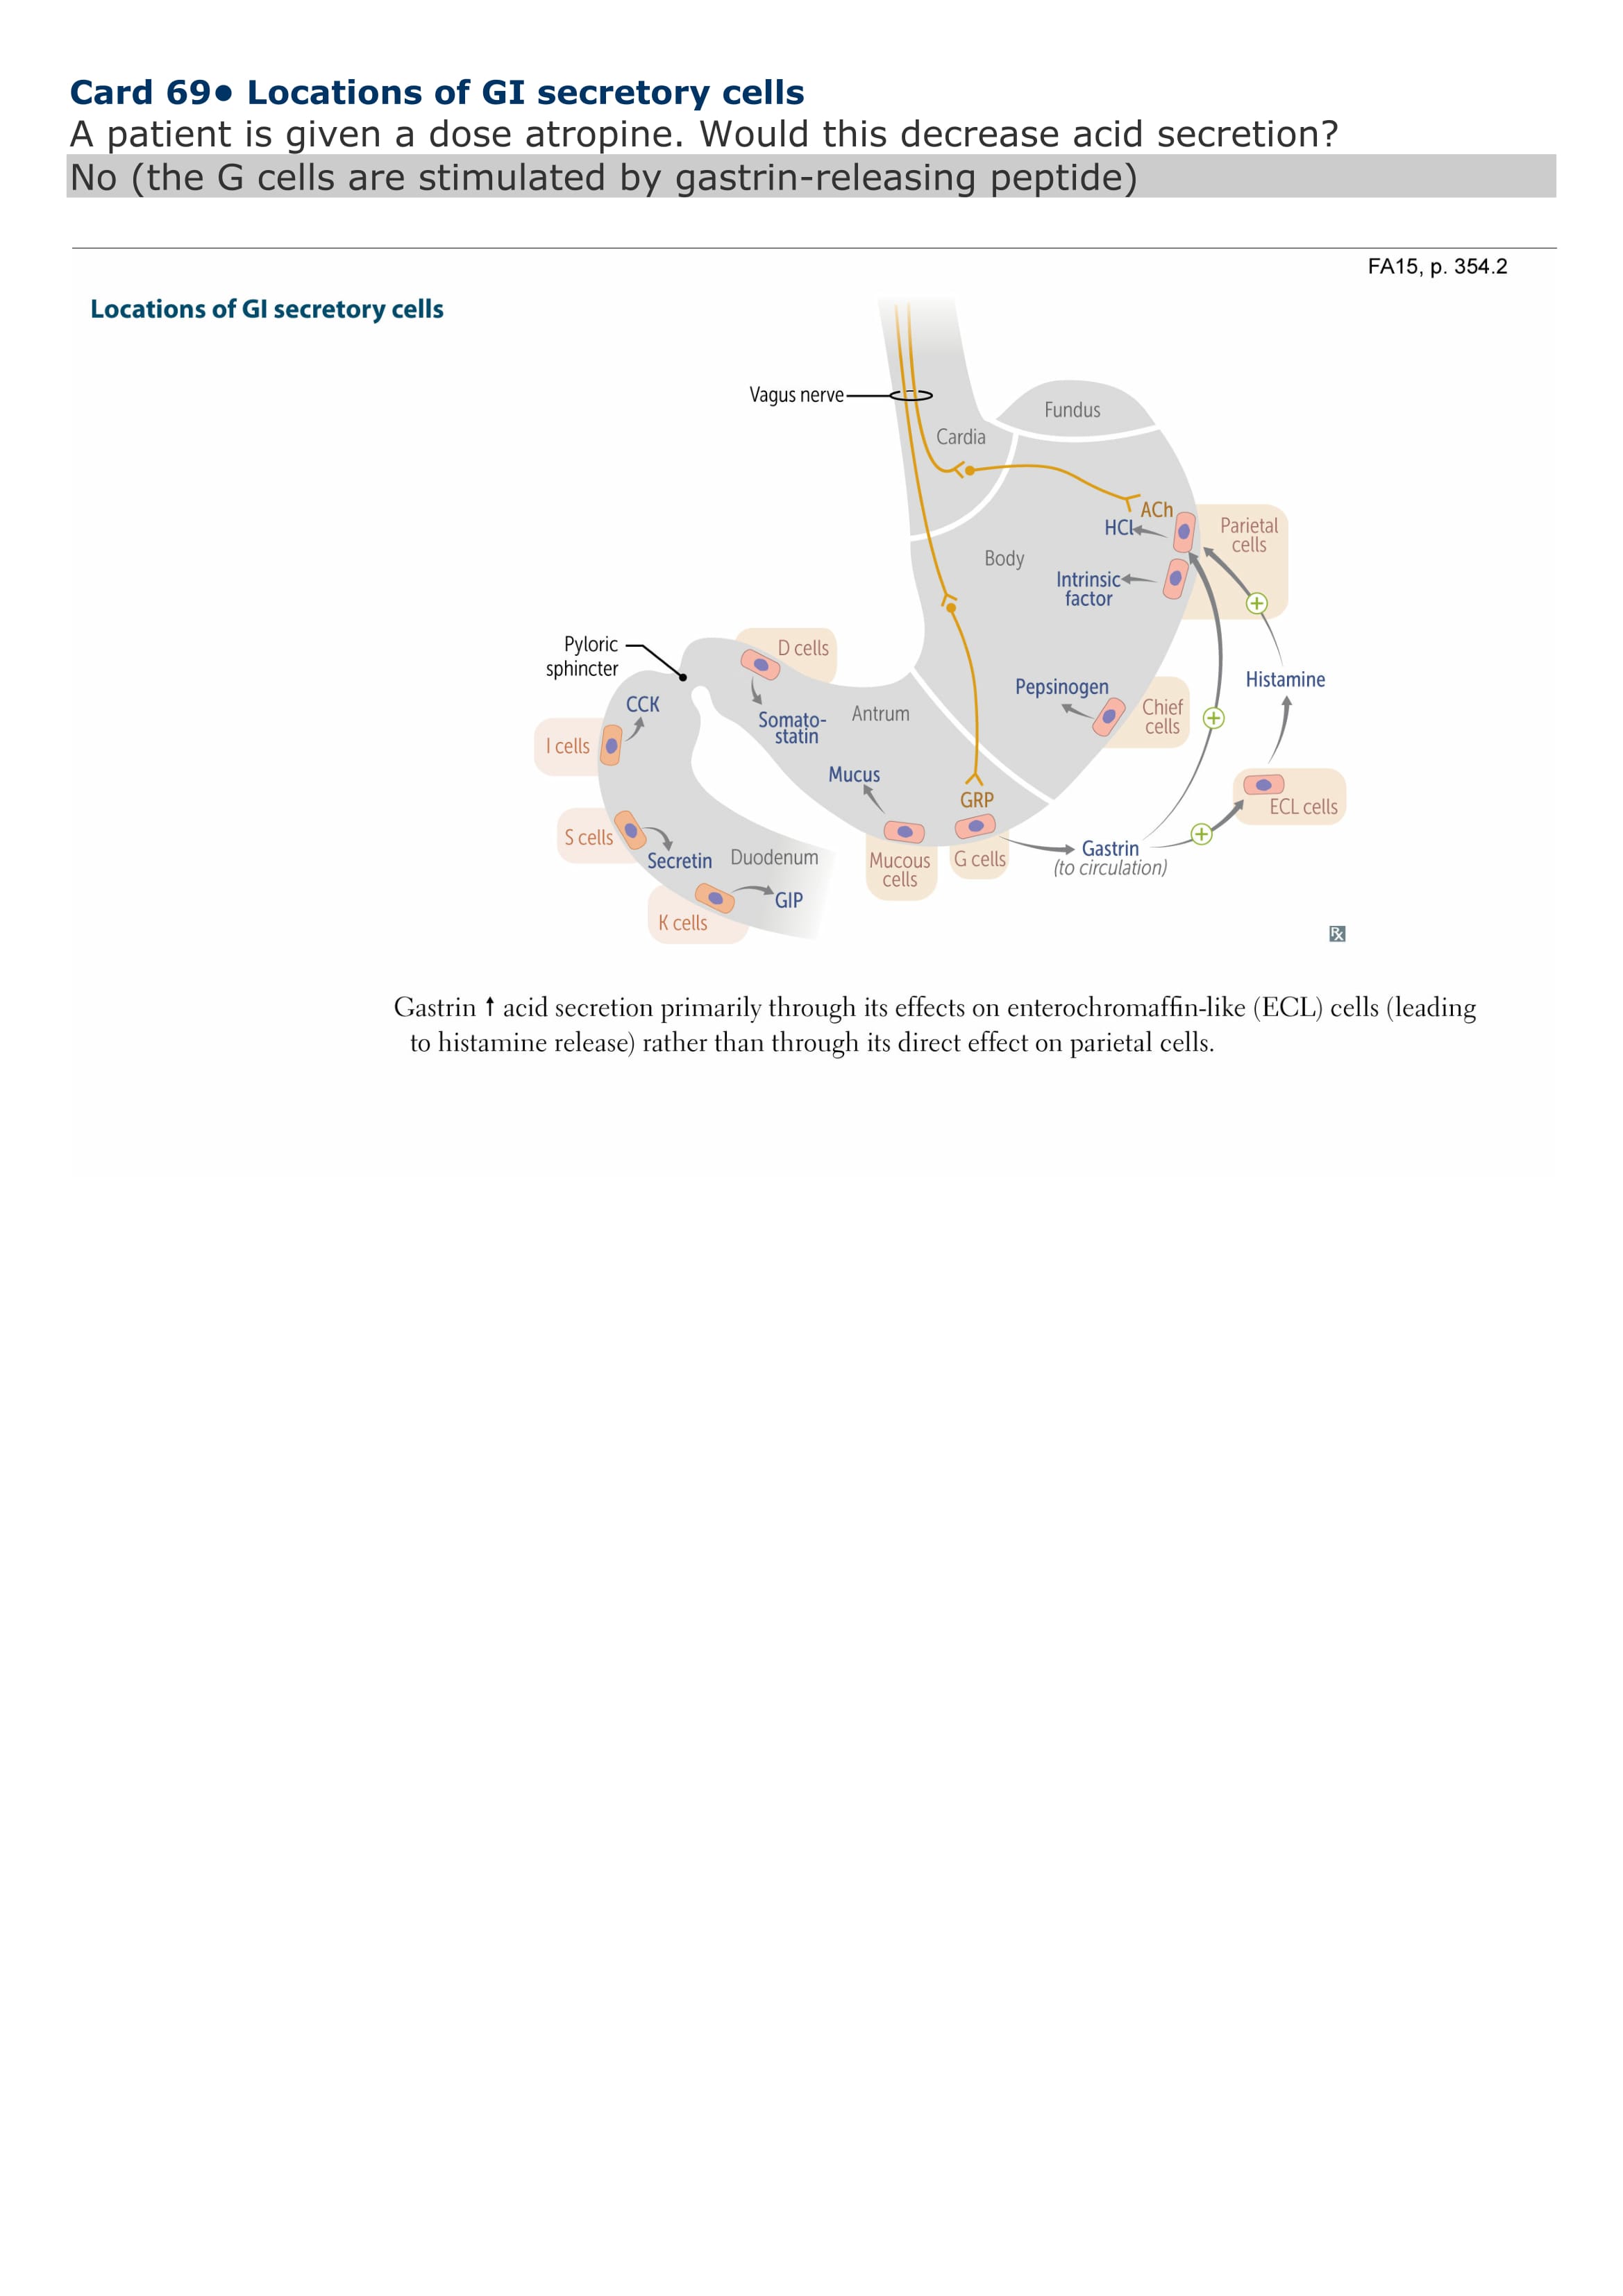 Card 69• Locations of GI secretory cells
A patient is given a dose atropine. Would this decrease acid secretion?
No (the G cells are stimulated by gastrin-releasing peptide)
FA15, p. 354.2
Locations of GI secretory cells
Vagus nerve
Fundus
Cardia
ACh
HCl
Parietal
cells
Body
Intrinsic
factor
Pyloric
sphincter
D cells
Histamine
Pepsinogen
CCK
Somato-
statin
Antrum
Chief
cells
I cells
Mucus
GRP
ECL cells
S cells
Secretin
Duodenum
Mucous
cells
G cells
Gastrin
(to circulation)
GIP
K cells
Rx
Gastrin ↑ acid secretion primarily through its effects on enterochromaffin-like (ECL) cells (leading
to histamine release) rather than through its direct effect on parietal cells.